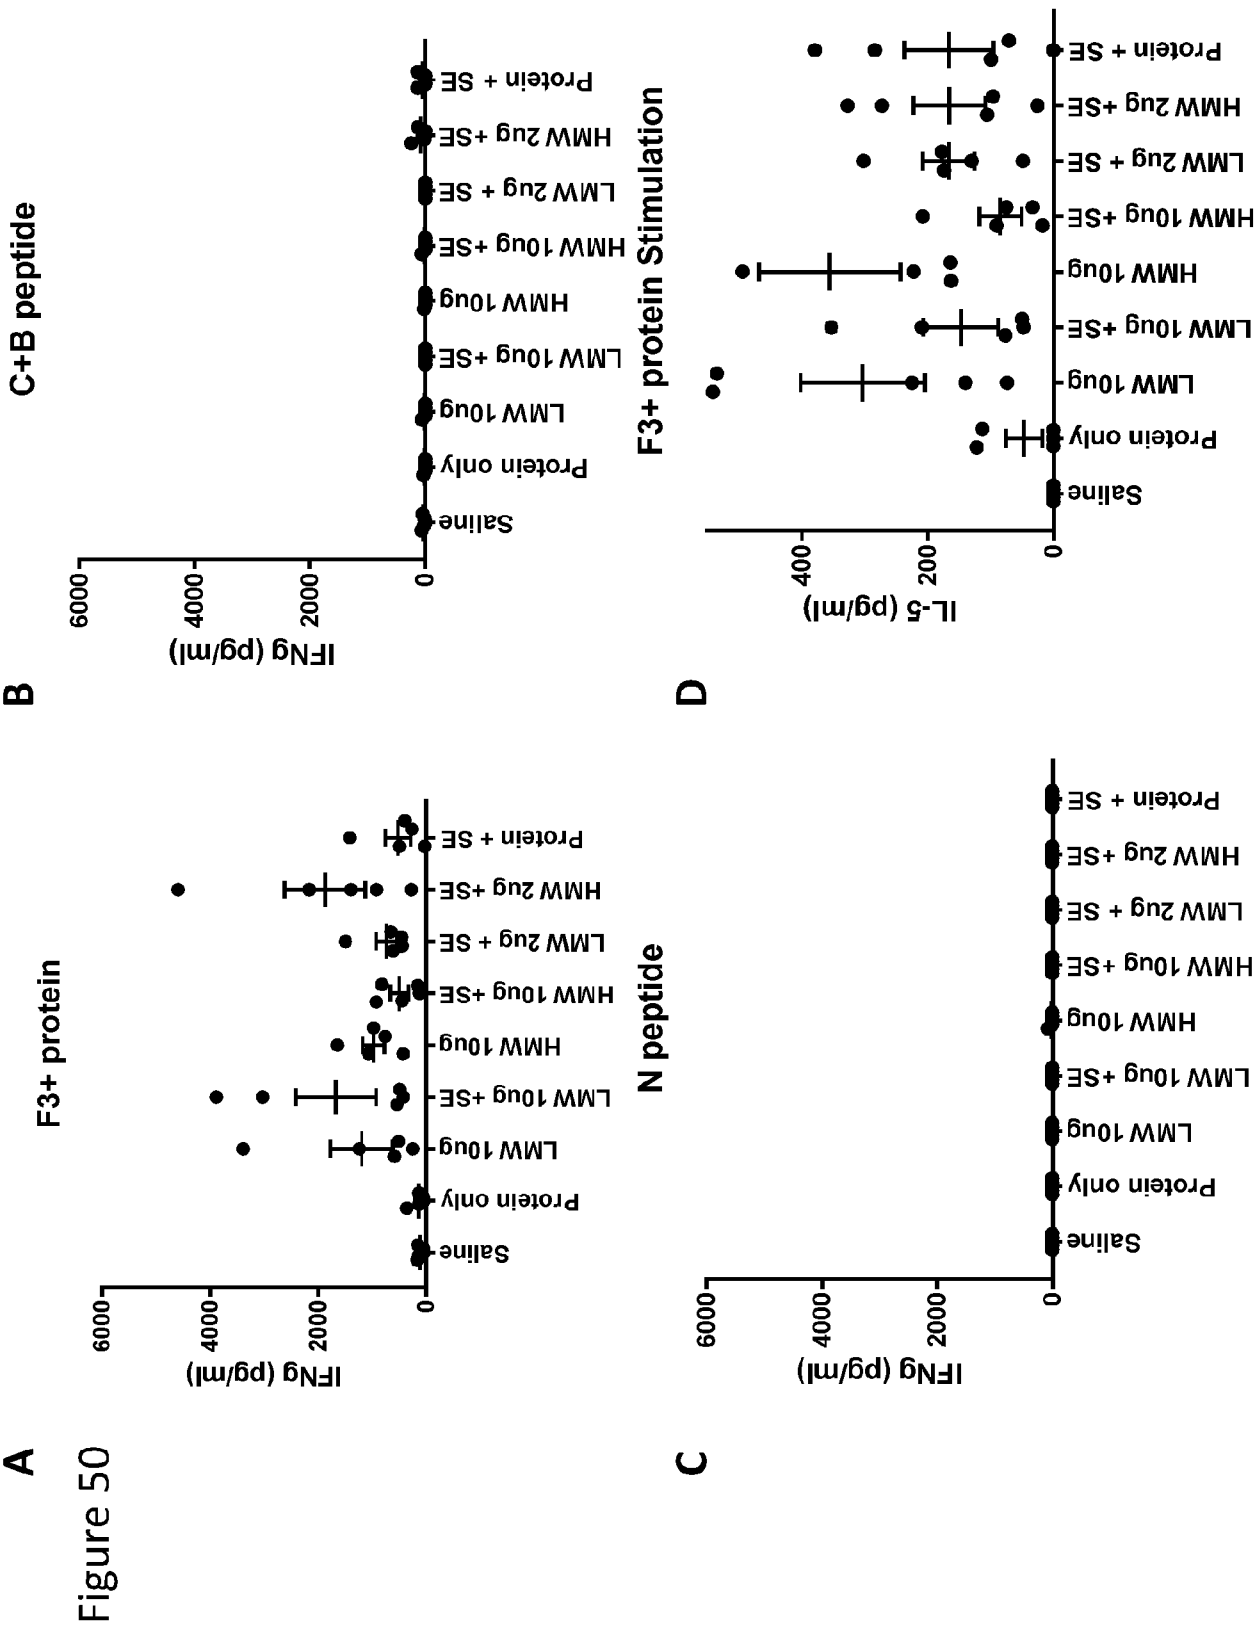 Figure 50
A
F3+ protein
IFNg (pg/ml)
6000
4000
2000
0
Saline
Protein only
LMW 10ug
LMW 10ug +SE
HMW 10ug
HMW 10ug +SE
LMW 2ug + SE
HMW 2ug +SE
Protein + SE
B
C+B peptide
IFNg (pg/ml)
6000
4000
2000
0
Saline
Protein only
LMW 10ug
LMW 10ug +SE
HMW 10ug
HMW 10ug +SE
LMW 2ug + SE
HMW 2ug +SE
Protein + SE
C
N peptide
IFNg (pg/ml)
6000
4000
2000
0
Saline
Protein only
LMW 10ug
LMW 10ug +SE
HMW 10ug
HMW 10ug +SE
LMW 2ug + SE
HMW 2ug +SE
Protein + SE
D
F3+ protein Stimulation
IL-5 (pg/ml)
400
200
0
Saline
Protein only
LMW 10ug
LMW 10ug +SE
HMW 10ug
HMW 10ug +SE
LMW 2ug + SE
HMW 2ug +SE
Protein + SE